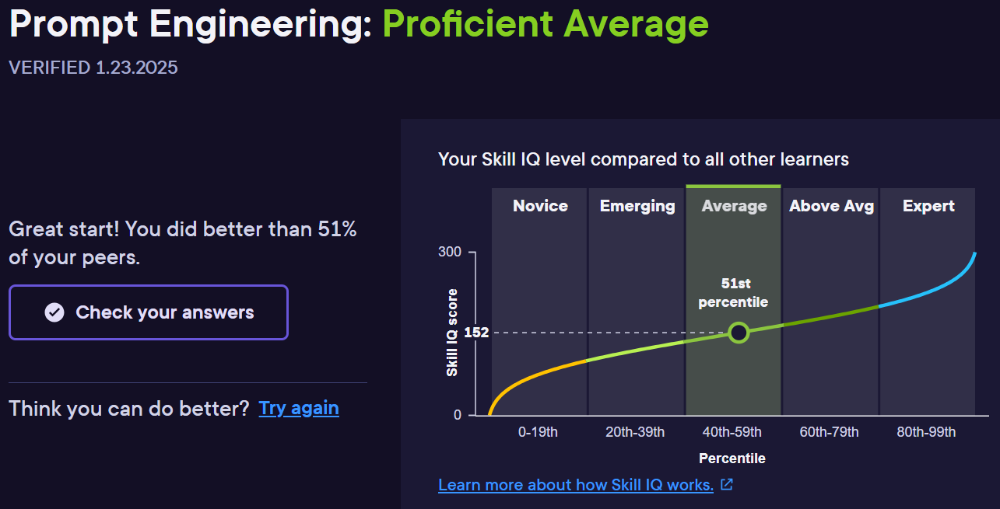 Prompt Engineering: Proficient Average
VERIFIED 1.23.2025
Great start! You did better than 51%
of your peers.
Check your answers
Think you can do better? Try again
Your Skill IQ level compared to all other learners
Novice Emerging Average Above Avg Expert
300
51st
percentile
Skill IQ score
152
0
0-19th 20th-39th 40th-59th 60th-79th 80th-99th
Percentile
Learn more about how Skill IQ works.